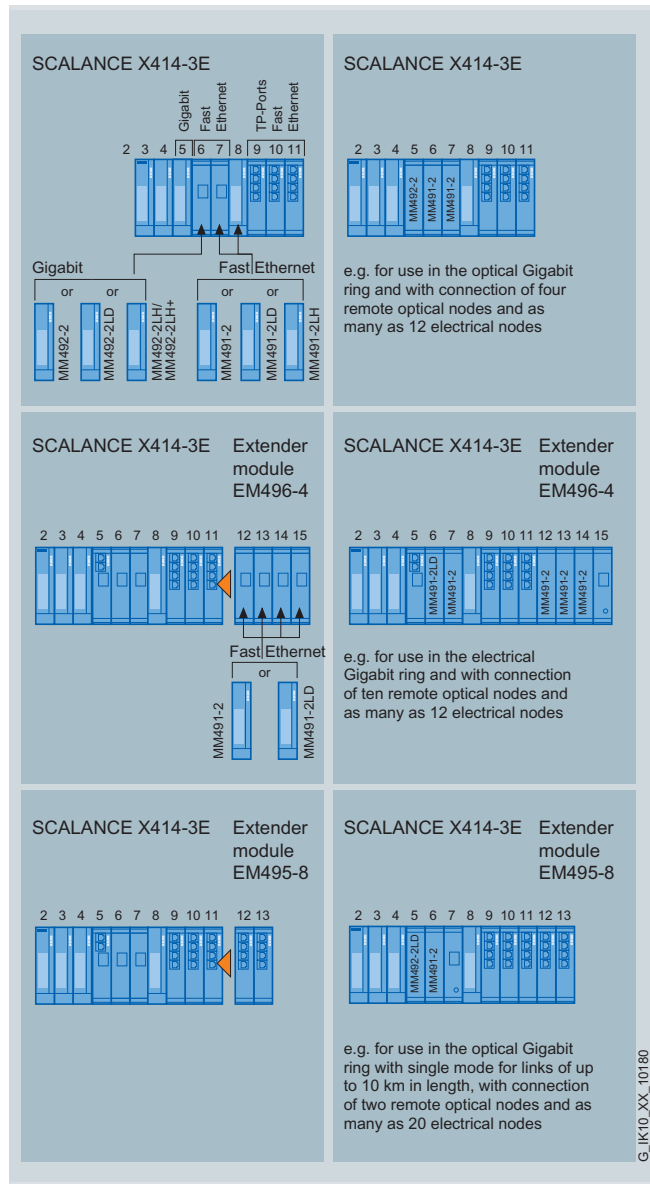 SCALANCE X414-3E
Gigabit
Fast
Ethernet
TP-Ports
Fast
Ethernet
2 3 4 5 6 7 8 9 10 11
Gigabit
or or
MM492-2
MM492-2LD
MM492-2LH/
MM492-2LH+
Fast Ethernet
or or
MM491-2
MM491-2LD
MM491-2LH
SCALANCE X414-3E
2 3 4 5 6 7 8 9 10 11
MM492-2
MM491-2
MM491-2
e.g. for use in the optical Gigabit
ring and with connection of four
remote optical nodes and as
many as 12 electrical nodes
SCALANCE X414-3E Extender
module
EM496-4
2 3 4 5 6 7 8 9 10 11 12 13 14 15
Fast Ethernet
or
MM491-2
MM491-2LD
SCALANCE X414-3E Extender
module
EM496-4
2 3 4 5 6 7 8 9 10 11 12 13 14 15
MM491-2LD
MM491-2
MM491-2
MM491-2
MM491-2
e.g. for use in the electrical
Gigabit ring and with connection
of ten remote optical nodes and
as many as 12 electrical nodes
SCALANCE X414-3E Extender
module
EM495-8
2 3 4 5 6 7 8 9 10 11 12 13
SCALANCE X414-3E Extender
module
EM495-8
2 3 4 5 6 7 8 9 10 11 12 13
MM492-2LD
MM491-2
e.g. for use in the optical Gigabit
ring with single mode for links of up
to 10 km in length, with connection
of two remote optical nodes and as
many as 20 electrical nodes
G_IK10_XX_10180